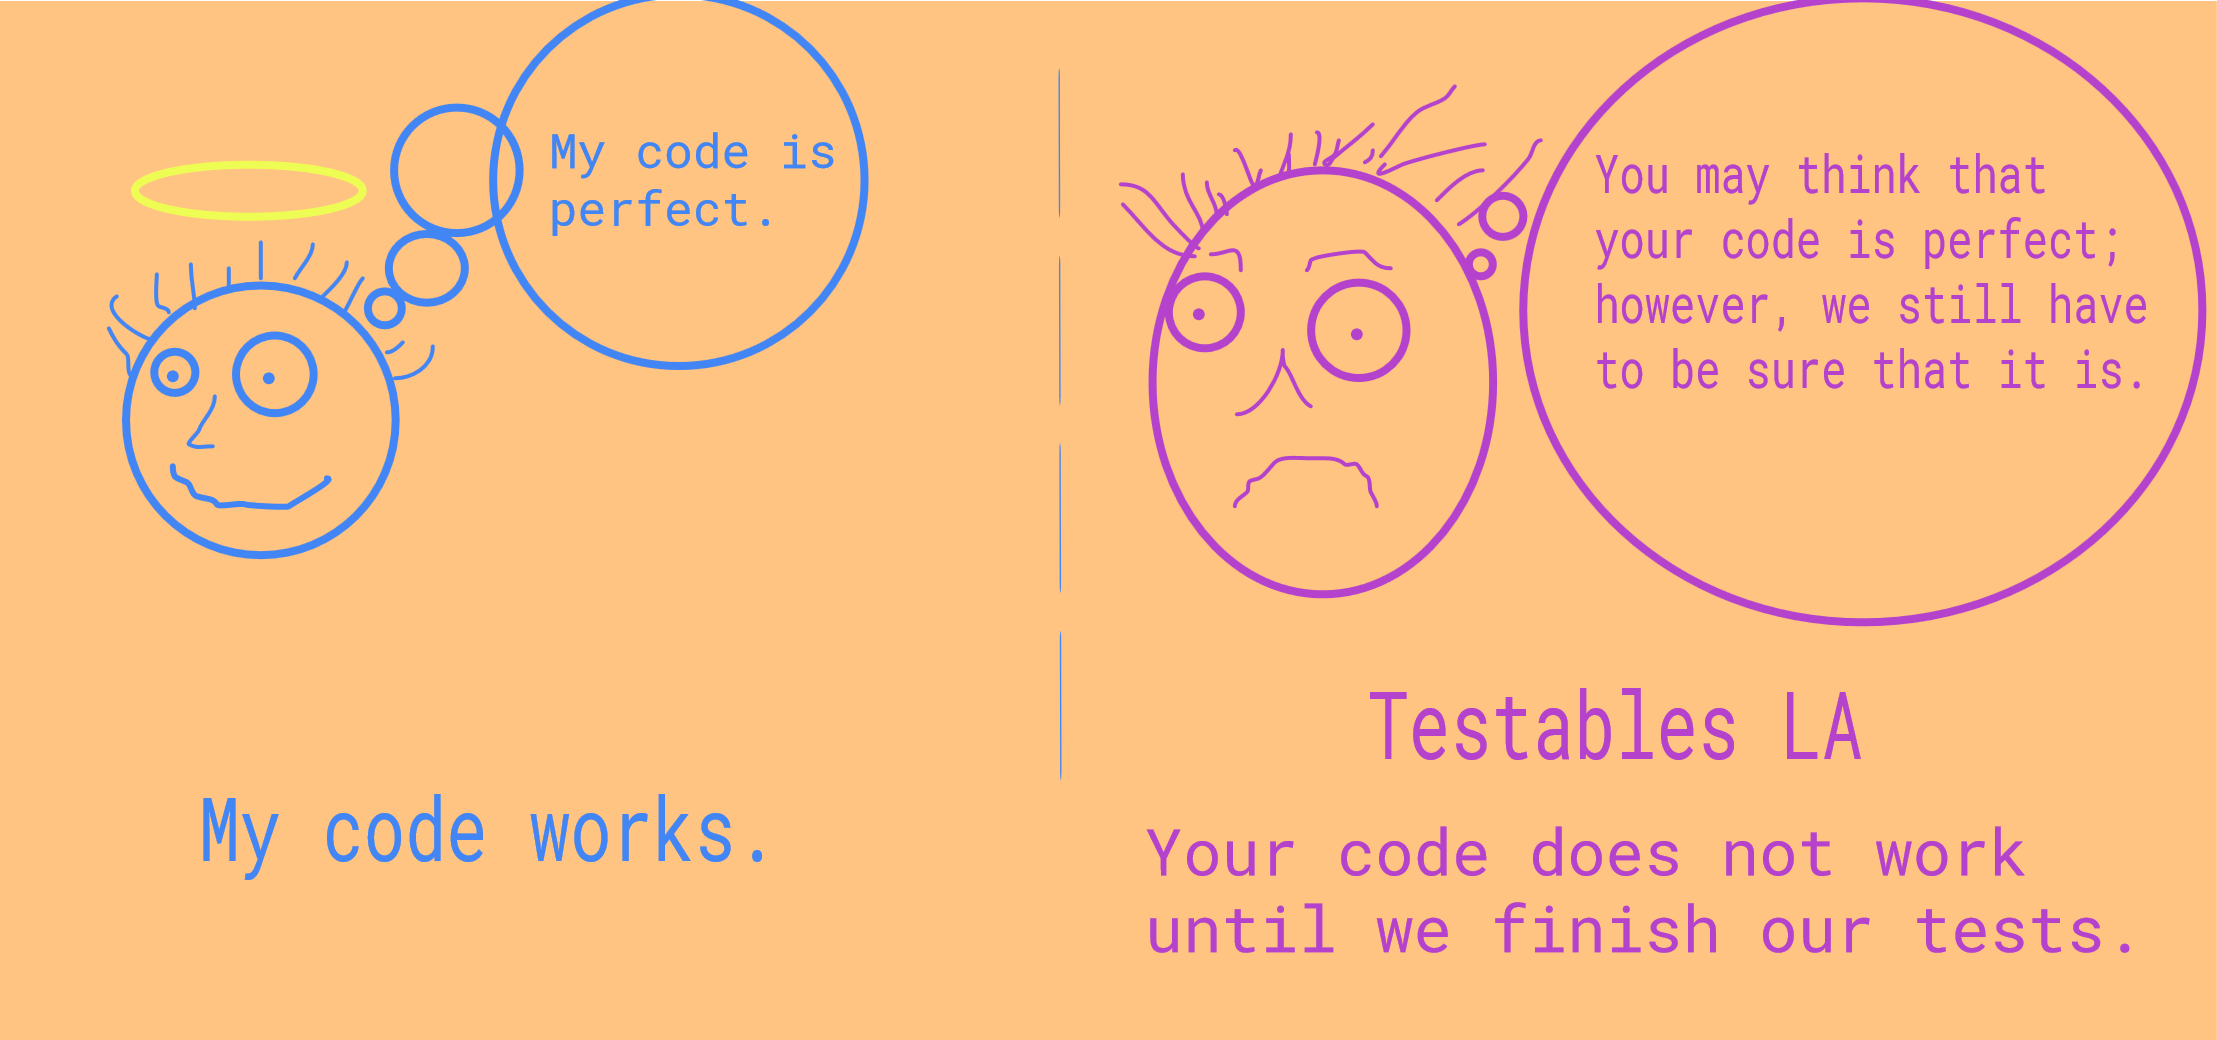 My code is
perfect.
My code works.
You may think that
your code is perfect;
however, we still have
to be sure that it is.
Testables LA
Your code does not work
until we finish our tests.